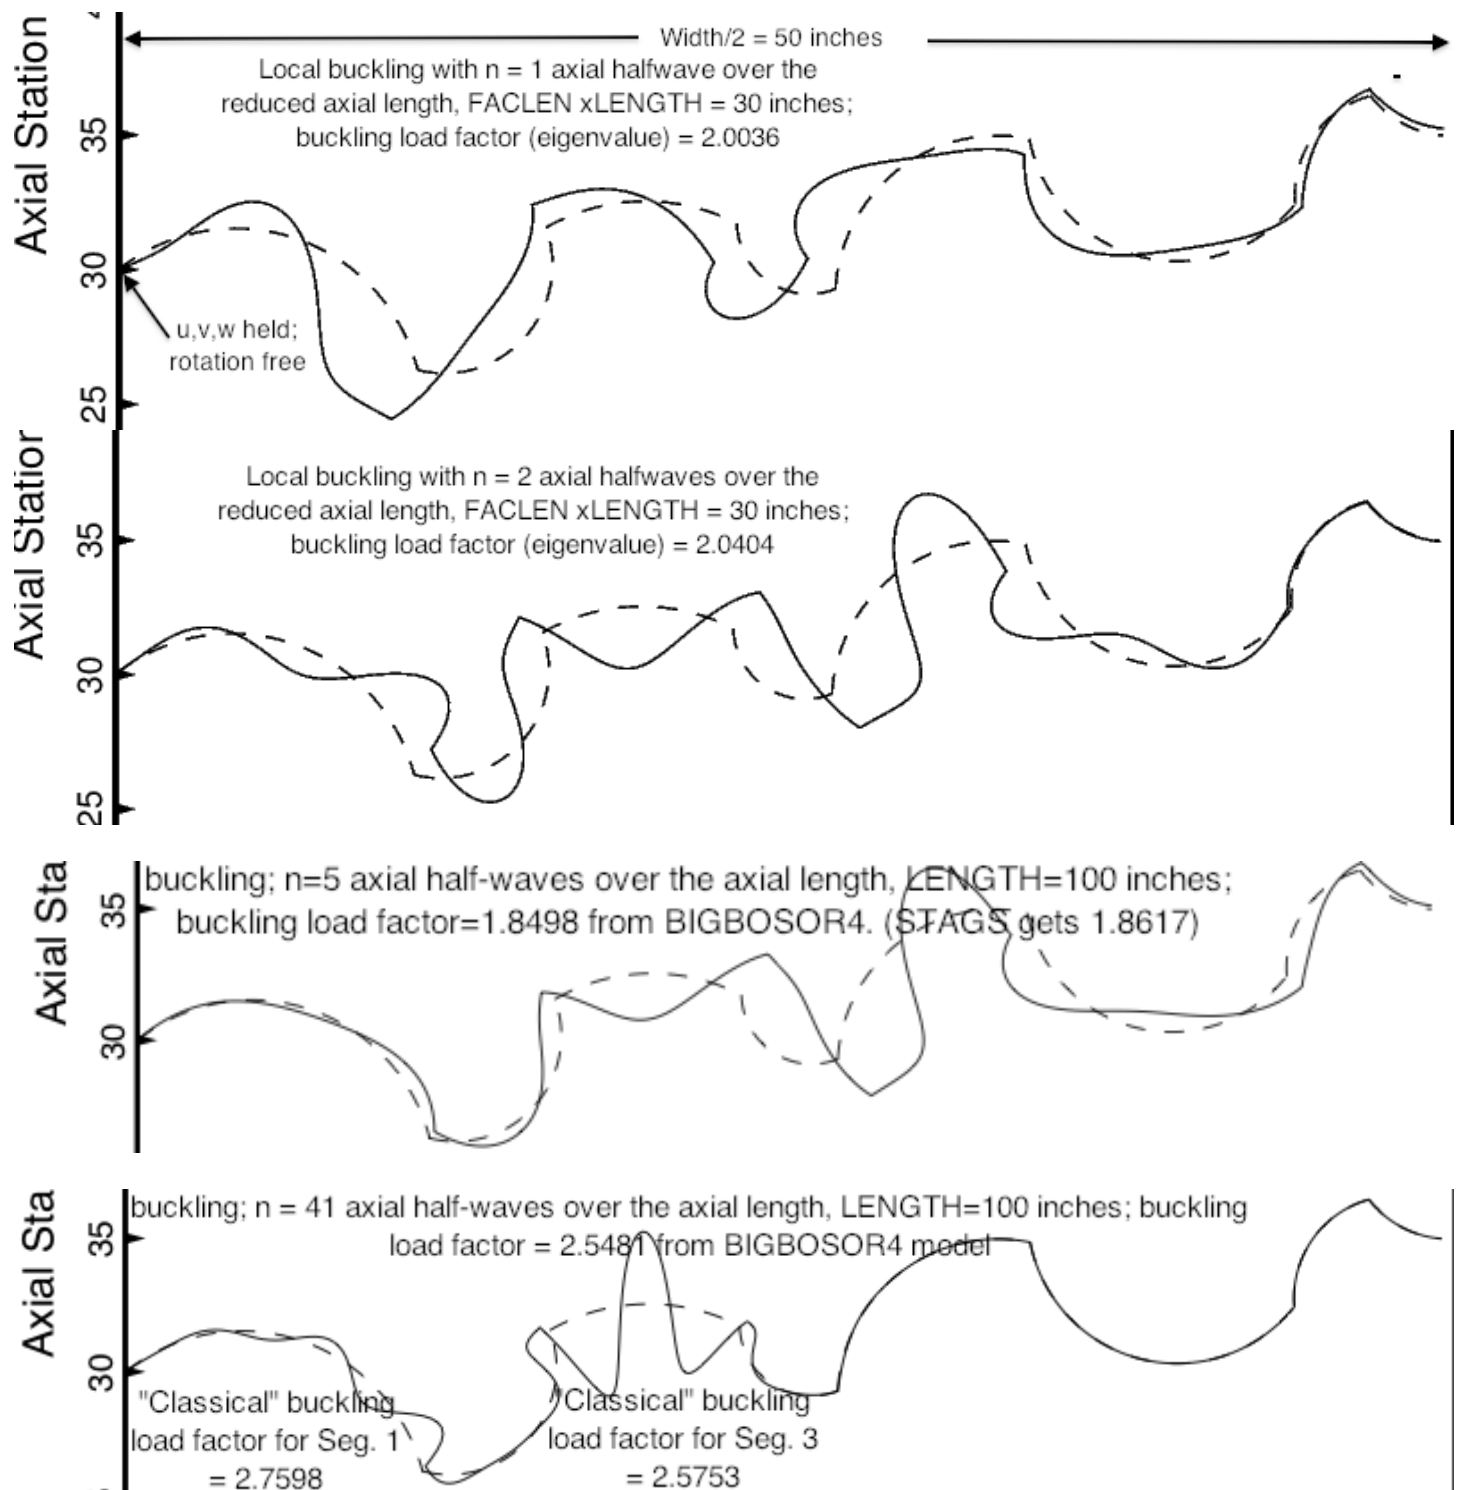 Width/2 = 50 inches
Local buckling with n = 1 axial halfwave over the
reduced axial length, FACLEN xLENGTH = 30 inches;
buckling load factor (eigenvalue) = 2.0036
Axial Station
35
30
25
u,v,w held;
rotation free
Local buckling with n = 2 axial halfwaves over the
reduced axial length, FACLEN xLENGTH = 30 inches;
buckling load factor (eigenvalue) = 2.0404
Axial Station
35
30
25
buckling; n=5 axial half-waves over the axial length, LENGTH=100 inches;
buckling load factor=1.8498 from BIGBOSOR4. (STAGS gets 1.8617)
Axial Sta
35
30
buckling; n = 41 axial half-waves over the axial length, LENGTH=100 inches; buckling
load factor = 2.5481 from BIGBOSOR4 model
Axial Sta
35
30
"Classical" buckling
load factor for Seg. 1
= 2.7598
"Classical" buckling
load factor for Seg. 3
= 2.5753